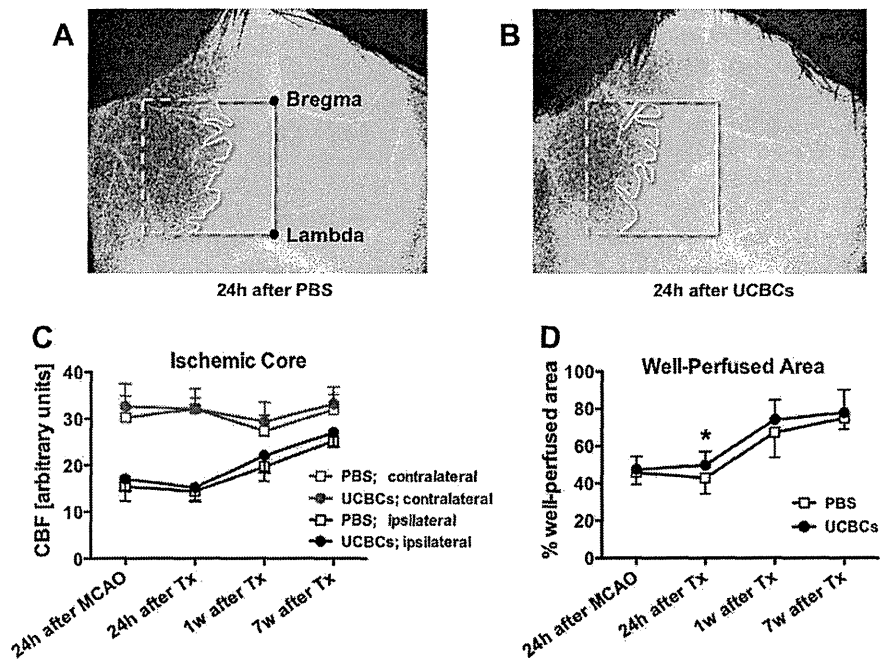 A
B
Bregma
Lambda
24h after PBS
24h after UCBCs
C
Ischemic Core
CBF [arbitrary units]
40
30
20
10
0
PBS; contralateral
UCBCs; contralateral
PBS; ipsilateral
UCBCs; ipsilateral
24h after MCAO
24h after Tx
1w after Tx
7w after Tx
D
Well-Perfused Area
% well-perfused area
100
80
60
40
20
0
*
PBS
UCBCs
24h after MCAO
24h after Tx
1w after Tx
7w after Tx